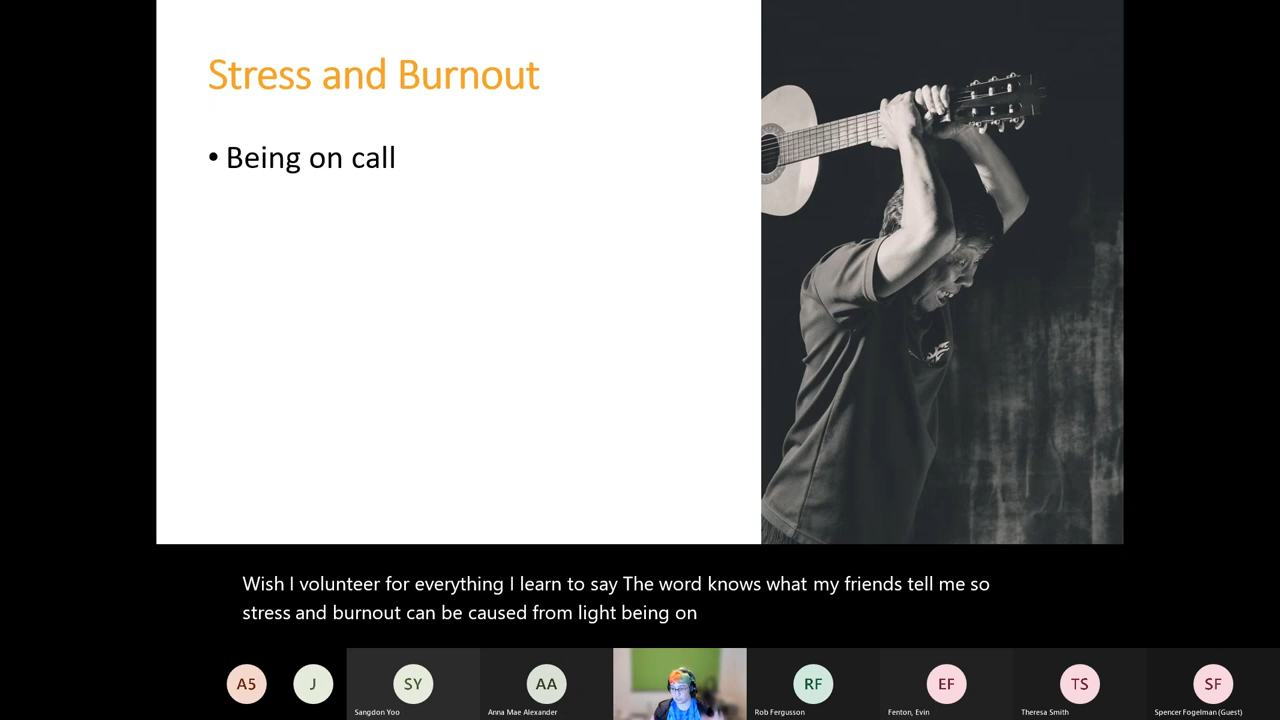 Stress and Burnout
• Being on call
Wish I volunteer for everything I learn to say The word knows what my friends tell me so
stress and burnout can be caused from light being on
A5
J
SY
AA
RF
EF
TS
SF
Sangdon Yoo
Anna Mae Alexander
Rob Fergusson
Fenton, Evin
Theresa Smith
Spencer Fogelman (Guest)